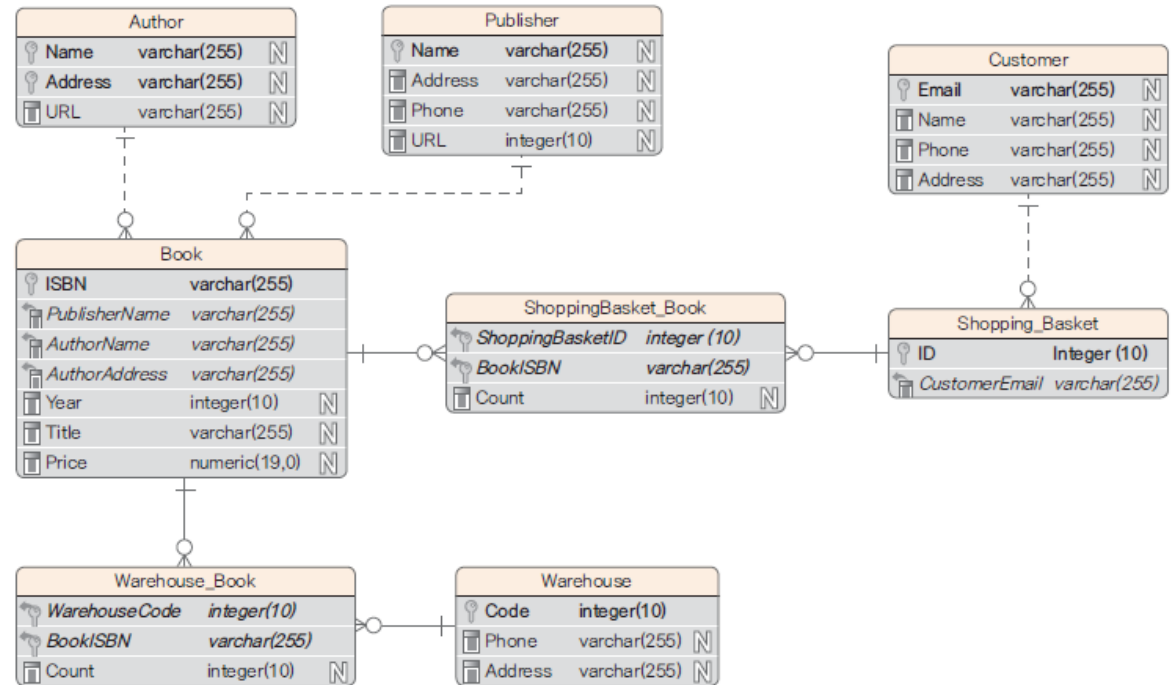 Author
Name varchar(255) N
Address varchar(255) N
URL varchar(255) N
Publisher
Name varchar(255) N
Address varchar(255) N
Phone varchar(255) N
URL integer(10) N
Customer
Email varchar(255) N
Name varchar(255) N
Phone varchar(255) N
Address varchar(255) N
Book
ISBN varchar(255)
PublisherName varchar(255)
AuthorName varchar(255)
AuthorAddress varchar(255)
Year integer(10) N
Title varchar(255) N
Price numeric(19,0) N
ShoppingBasket_Book
ShoppingBasketID integer (10)
BookISBN varchar(255)
Count integer(10) N
Shopping_Basket
ID Integer (10)
CustomerEmail varchar(255)
Warehouse_Book
WarehouseCode integer(10)
BookISBN varchar(255)
Count integer(10) N
Warehouse
Code integer(10)
Phone varchar(255) N
Address varchar(255) N